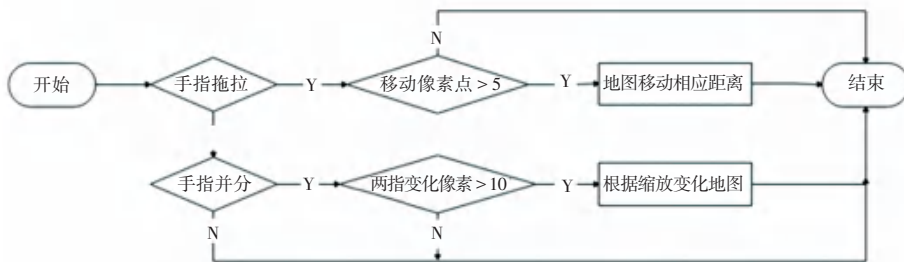 N
开始
手指拖拉
Y
移动像素点>5
Y
地图移动相应距离
结束
手指并分
Y
两指变化像素>10
Y
根据缩放变化地图
N
N